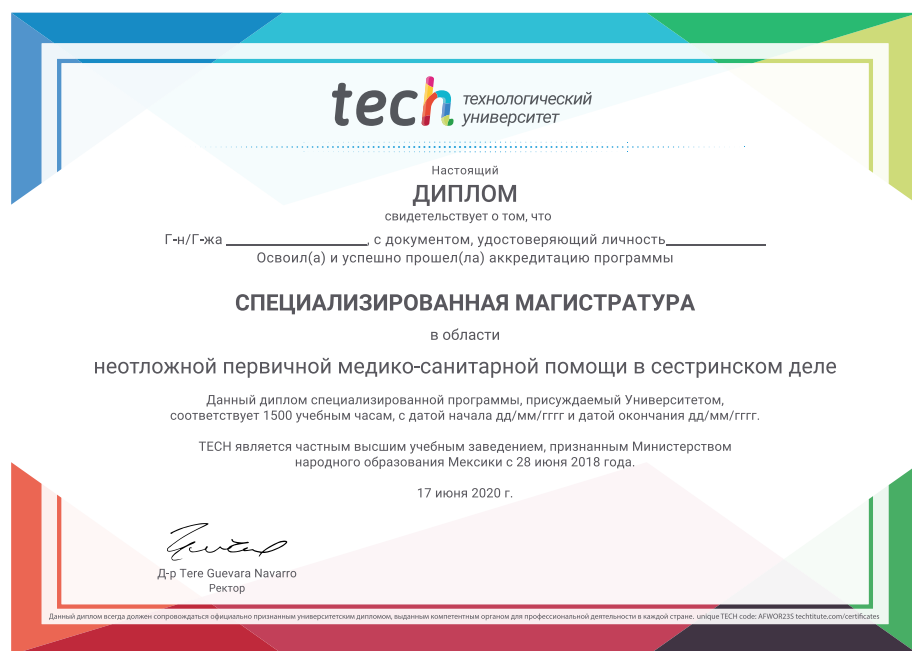 tech технологический
университет
Настоящий
ДИПЛОМ
свидетельствует о том, что
Г-н/Г-жа , с документом, удостоверяющий личность
Освоил(а) и успешно прошел(ла) аккредитацию программы
СПЕЦИАЛИЗИРОВАННАЯ МАГИСТРАТУРА
в области
неотложной первичной медико-санитарной помощи в сестринском деле
Данный диплом специализированной программы, присуждаемый Университетом,
соответствует 1500 учебным часам, с датой начала дд/мм/гггг и датой окончания дд/мм/гггг.
TECH является частным высшим учебным заведением, признанным Министерством
народного образования Мексики с 28 июня 2018 года.
17 июня 2020 г.
Д-р Tere Guevara Navarro
Ректор
Данный диплом всегда должен сопровождаться официально признанным университетским дипломом, выданным компетентным органом для профессиональной деятельности в каждой стране. unique TECH code: AFWOR23S techtitute.com/certificates